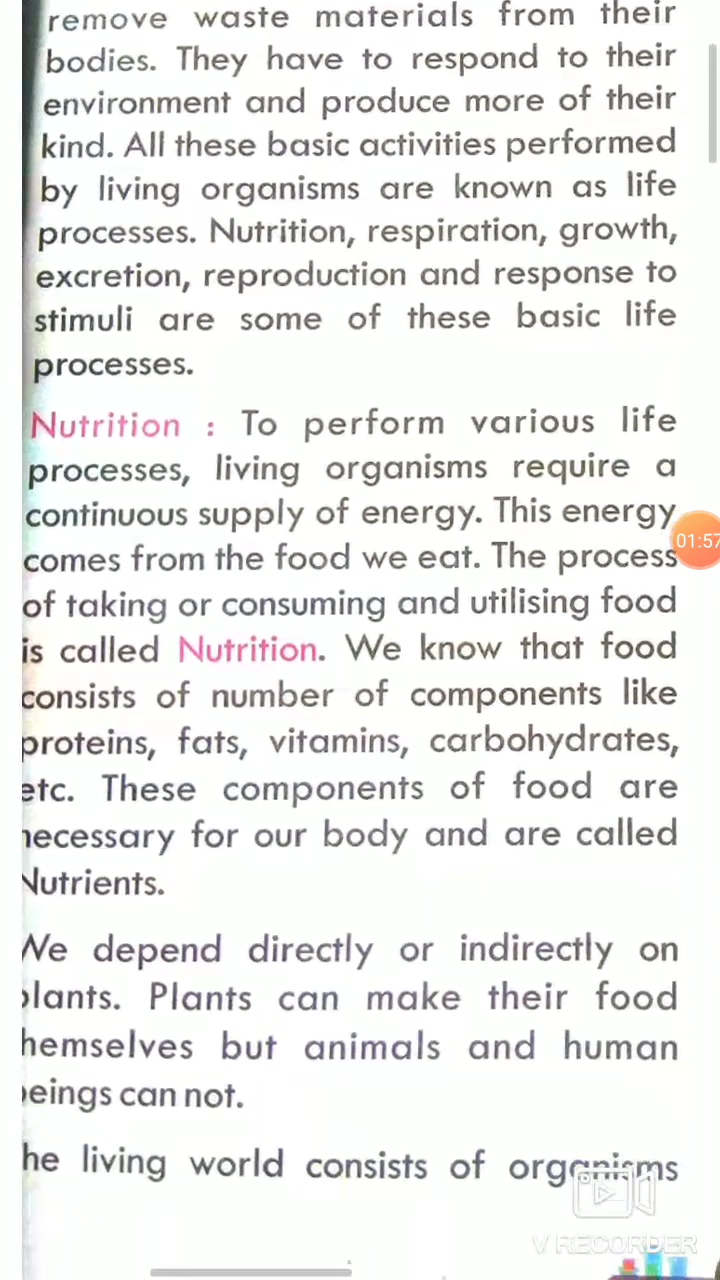 remove waste materials from their
bodies. They have to respond to their
environment and produce more of their
kind. All these basic activities performed
by living organisms are known as life
processes. Nutrition, respiration, growth,
excretion, reproduction and response to
stimuli are some of these basic life
processes.
Nutrition : To perform various life
processes, living organisms require a
continuous supply of energy. This energy
comes from the food we eat. The process
01:57
of taking or consuming and utilising food
is called Nutrition. We know that food
consists of number of components like
proteins, fats, vitamins, carbohydrates,
etc. These components of food are
necessary for our body and are called
Nutrients.
We depend directly or indirectly on
plants. Plants can make their food
hemselves but animals and human
eings can not.
he living world consists of organisms
V RECORDER